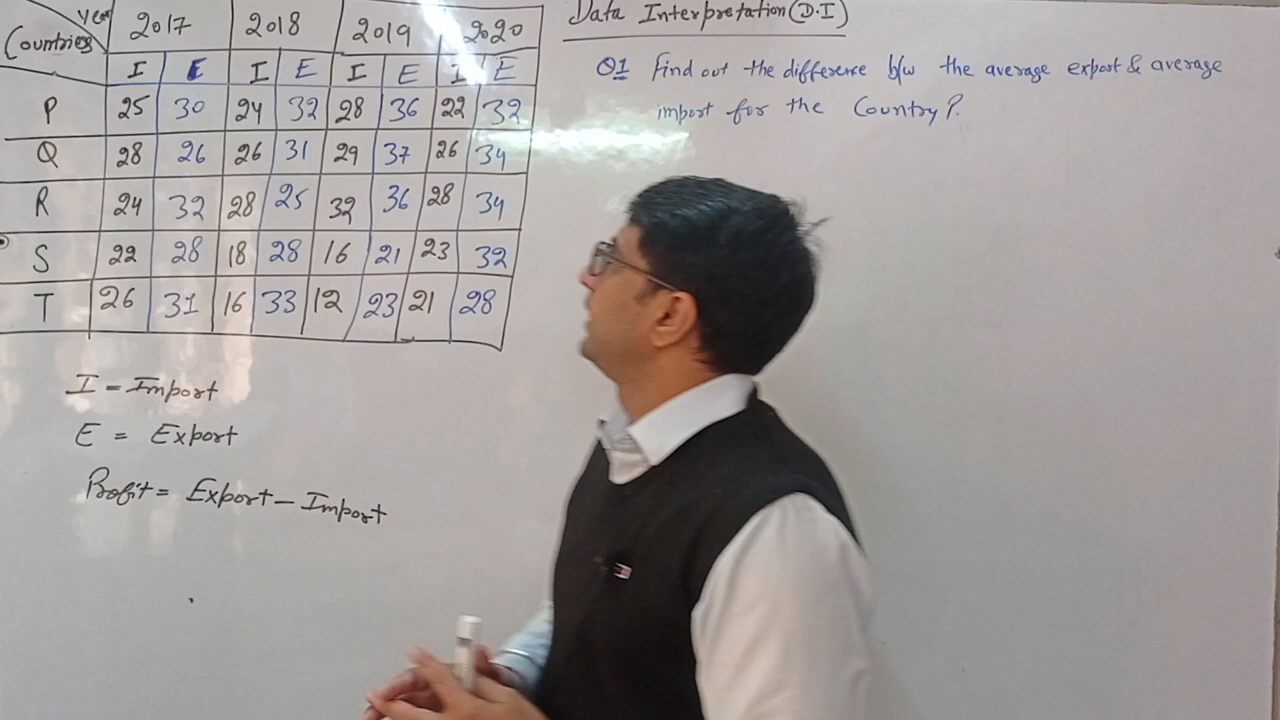 Year 2017 2018 2019 2020
Countries
I E I E I E I E
P 25 30 24 32 28 36 22 32
Q 28 26 26 31 29 37 26 34
R 24 32 28 25 32 36 28 34
S 22 28 18 28 16 21 23 32
T 26 31 16 33 12 23 21 28
I = Import
E = Export
Profit = Export - Import
Data Interpretation (D.I)
Q1 Find out the difference b/w the average export & average
import for the Country?